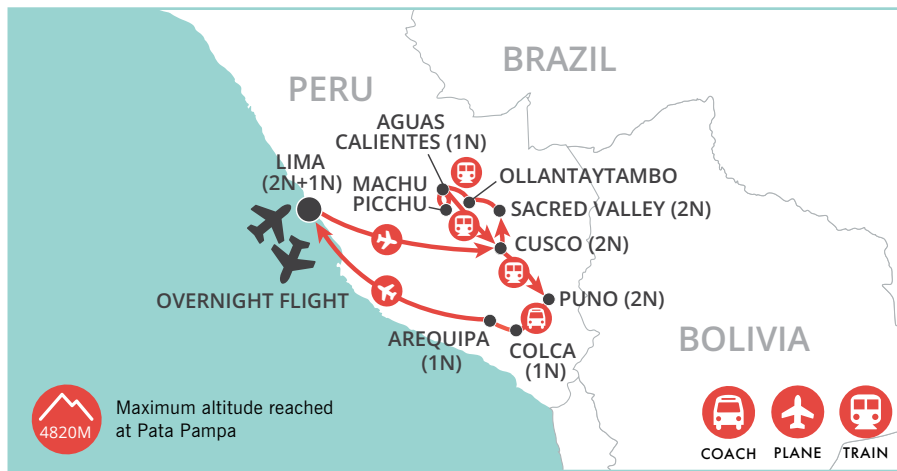 BRAZIL
PERU
AGUAS
CALIENTES (1N)
LIMA
(2N+1N)
MACHU
PICCHU
OLLANTAYTAMBO
SACRED VALLEY (2N)
CUSCO (2N)
OVERNIGHT FLIGHT
PUNO (2N)
AREQUIPA
(1N)
COLCA
(1N)
BOLIVIA
4820M
Maximum altitude reached
at Pata Pampa
COACH PLANE TRAIN